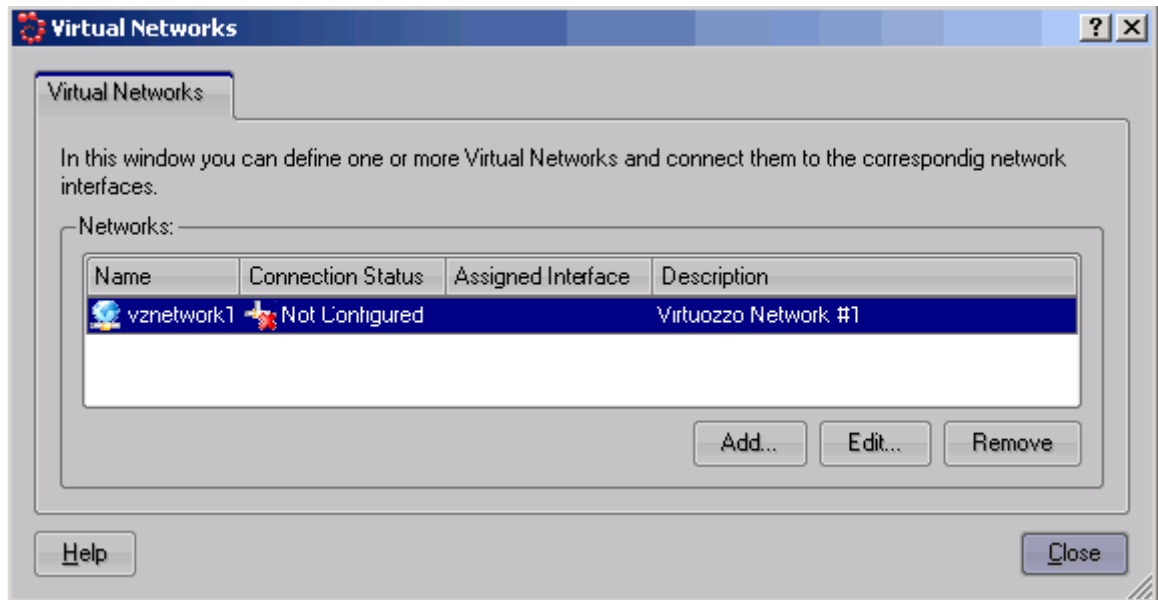 Virtual Networks
Virtual Networks
In this window you can define one or more Virtual Networks and connect them to the correspondig network
interfaces.
Networks:
Name Connection Status Assigned Interface Description
vznetwork1 Not Configured Virtuozzo Network #1
Add... Edit... Remove
Help Close